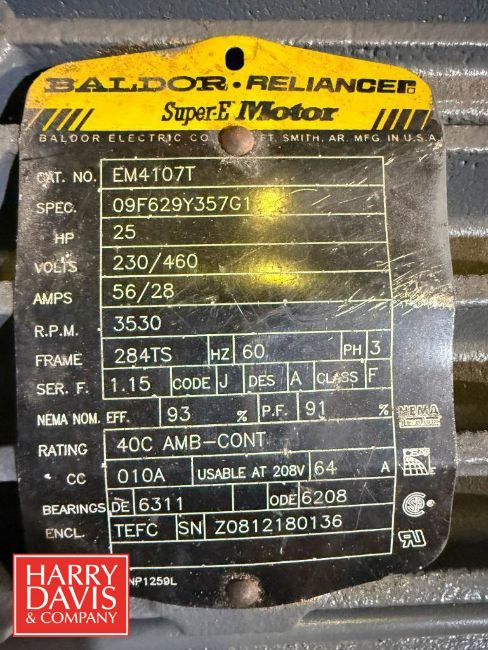 BALDOR · RELIANCER
Super-E Motor
BALDOR ELECTRIC CO. FT. SMITH, AR. MFG. IN U.S.A.
CAT. NO. EM4107T
SPEC. 09F629Y357G1
HP 25
VOLTS 230/460
AMPS 56/28
R.P.M. 3530
FRAME 284TS HZ 60 PH 3
SER. F. 1.15 CODE J DES A CLASS F
NEMA NOM. EFF. 93 % P.F. 91 %
NEMA
RATING 40C AMB-CONT
CC 010A USABLE AT 208V 64 A
BEARINGS DE 6311 ODE 6208
ENCL. TEFC SN Z0812180136
NP1259L
HARRY
DAVIS
& COMPANY